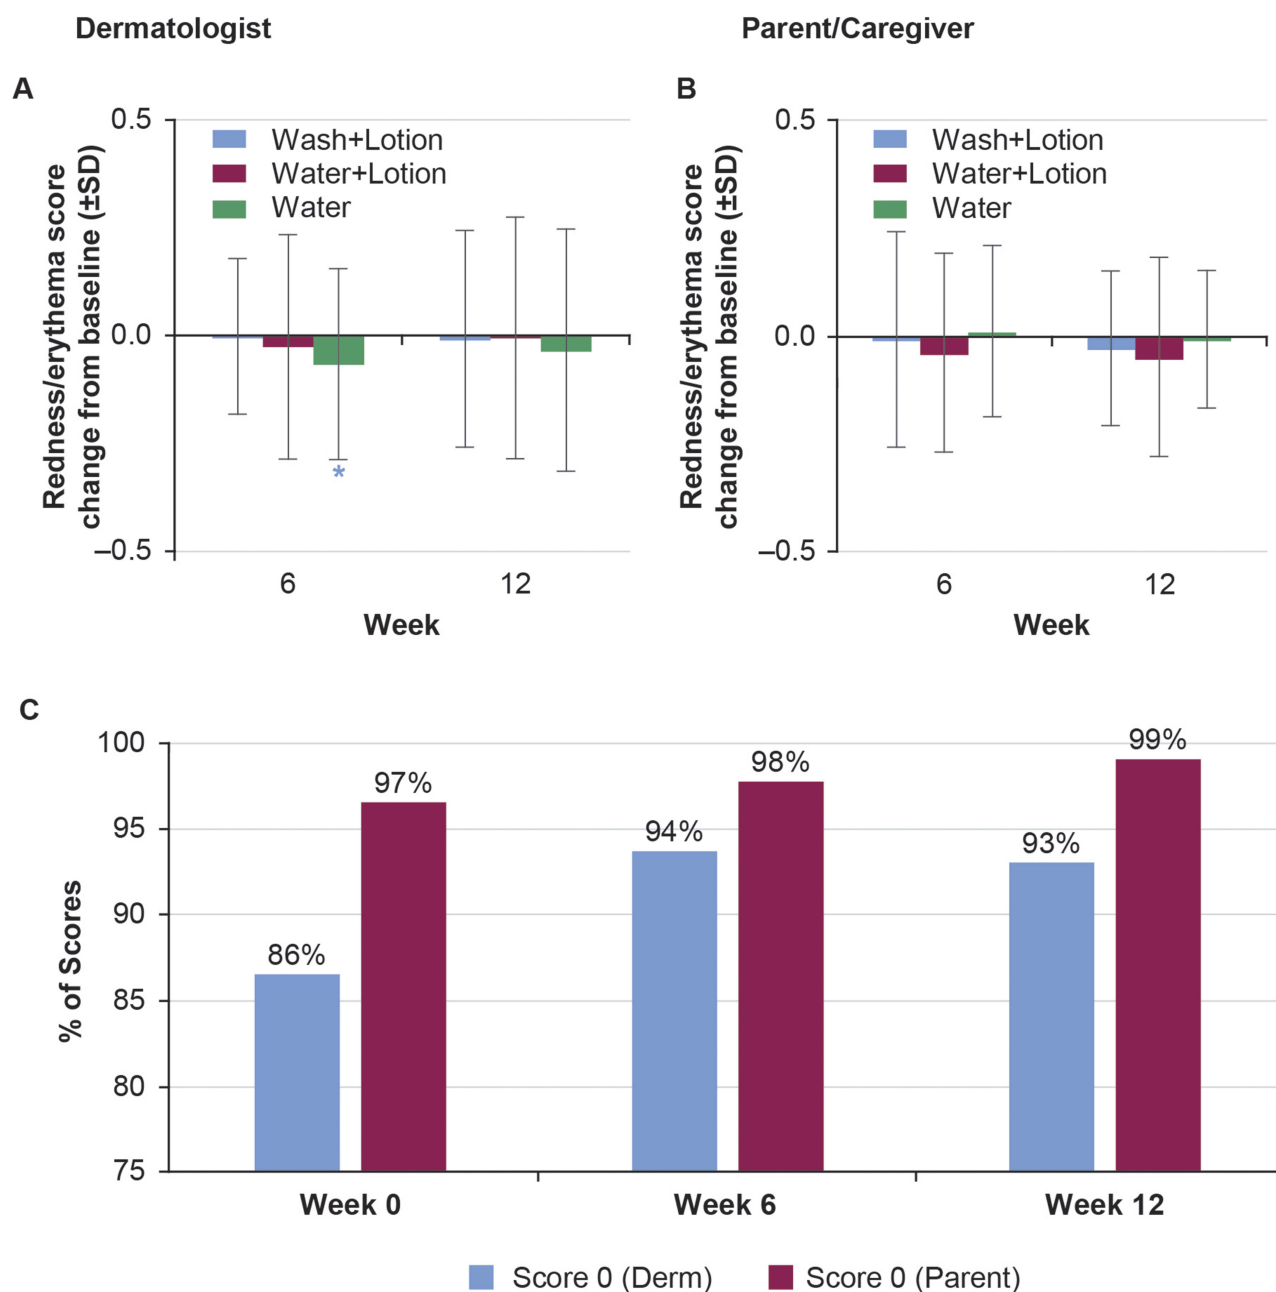 Dermatologist
Parent/Caregiver
A
Redness/erythema score
change from baseline (±SD)
0.5
0.0
–0.5
Wash+Lotion
Water+Lotion
Water
*
6
12
Week
B
Redness/erythema score
change from baseline (±SD)
0.5
0.0
–0.5
Wash+Lotion
Water+Lotion
Water
6
12
Week
C
% of Scores
100
95
90
85
80
75
86%
97%
94%
98%
93%
99%
Week 0
Week 6
Week 12
Score 0 (Derm)
Score 0 (Parent)